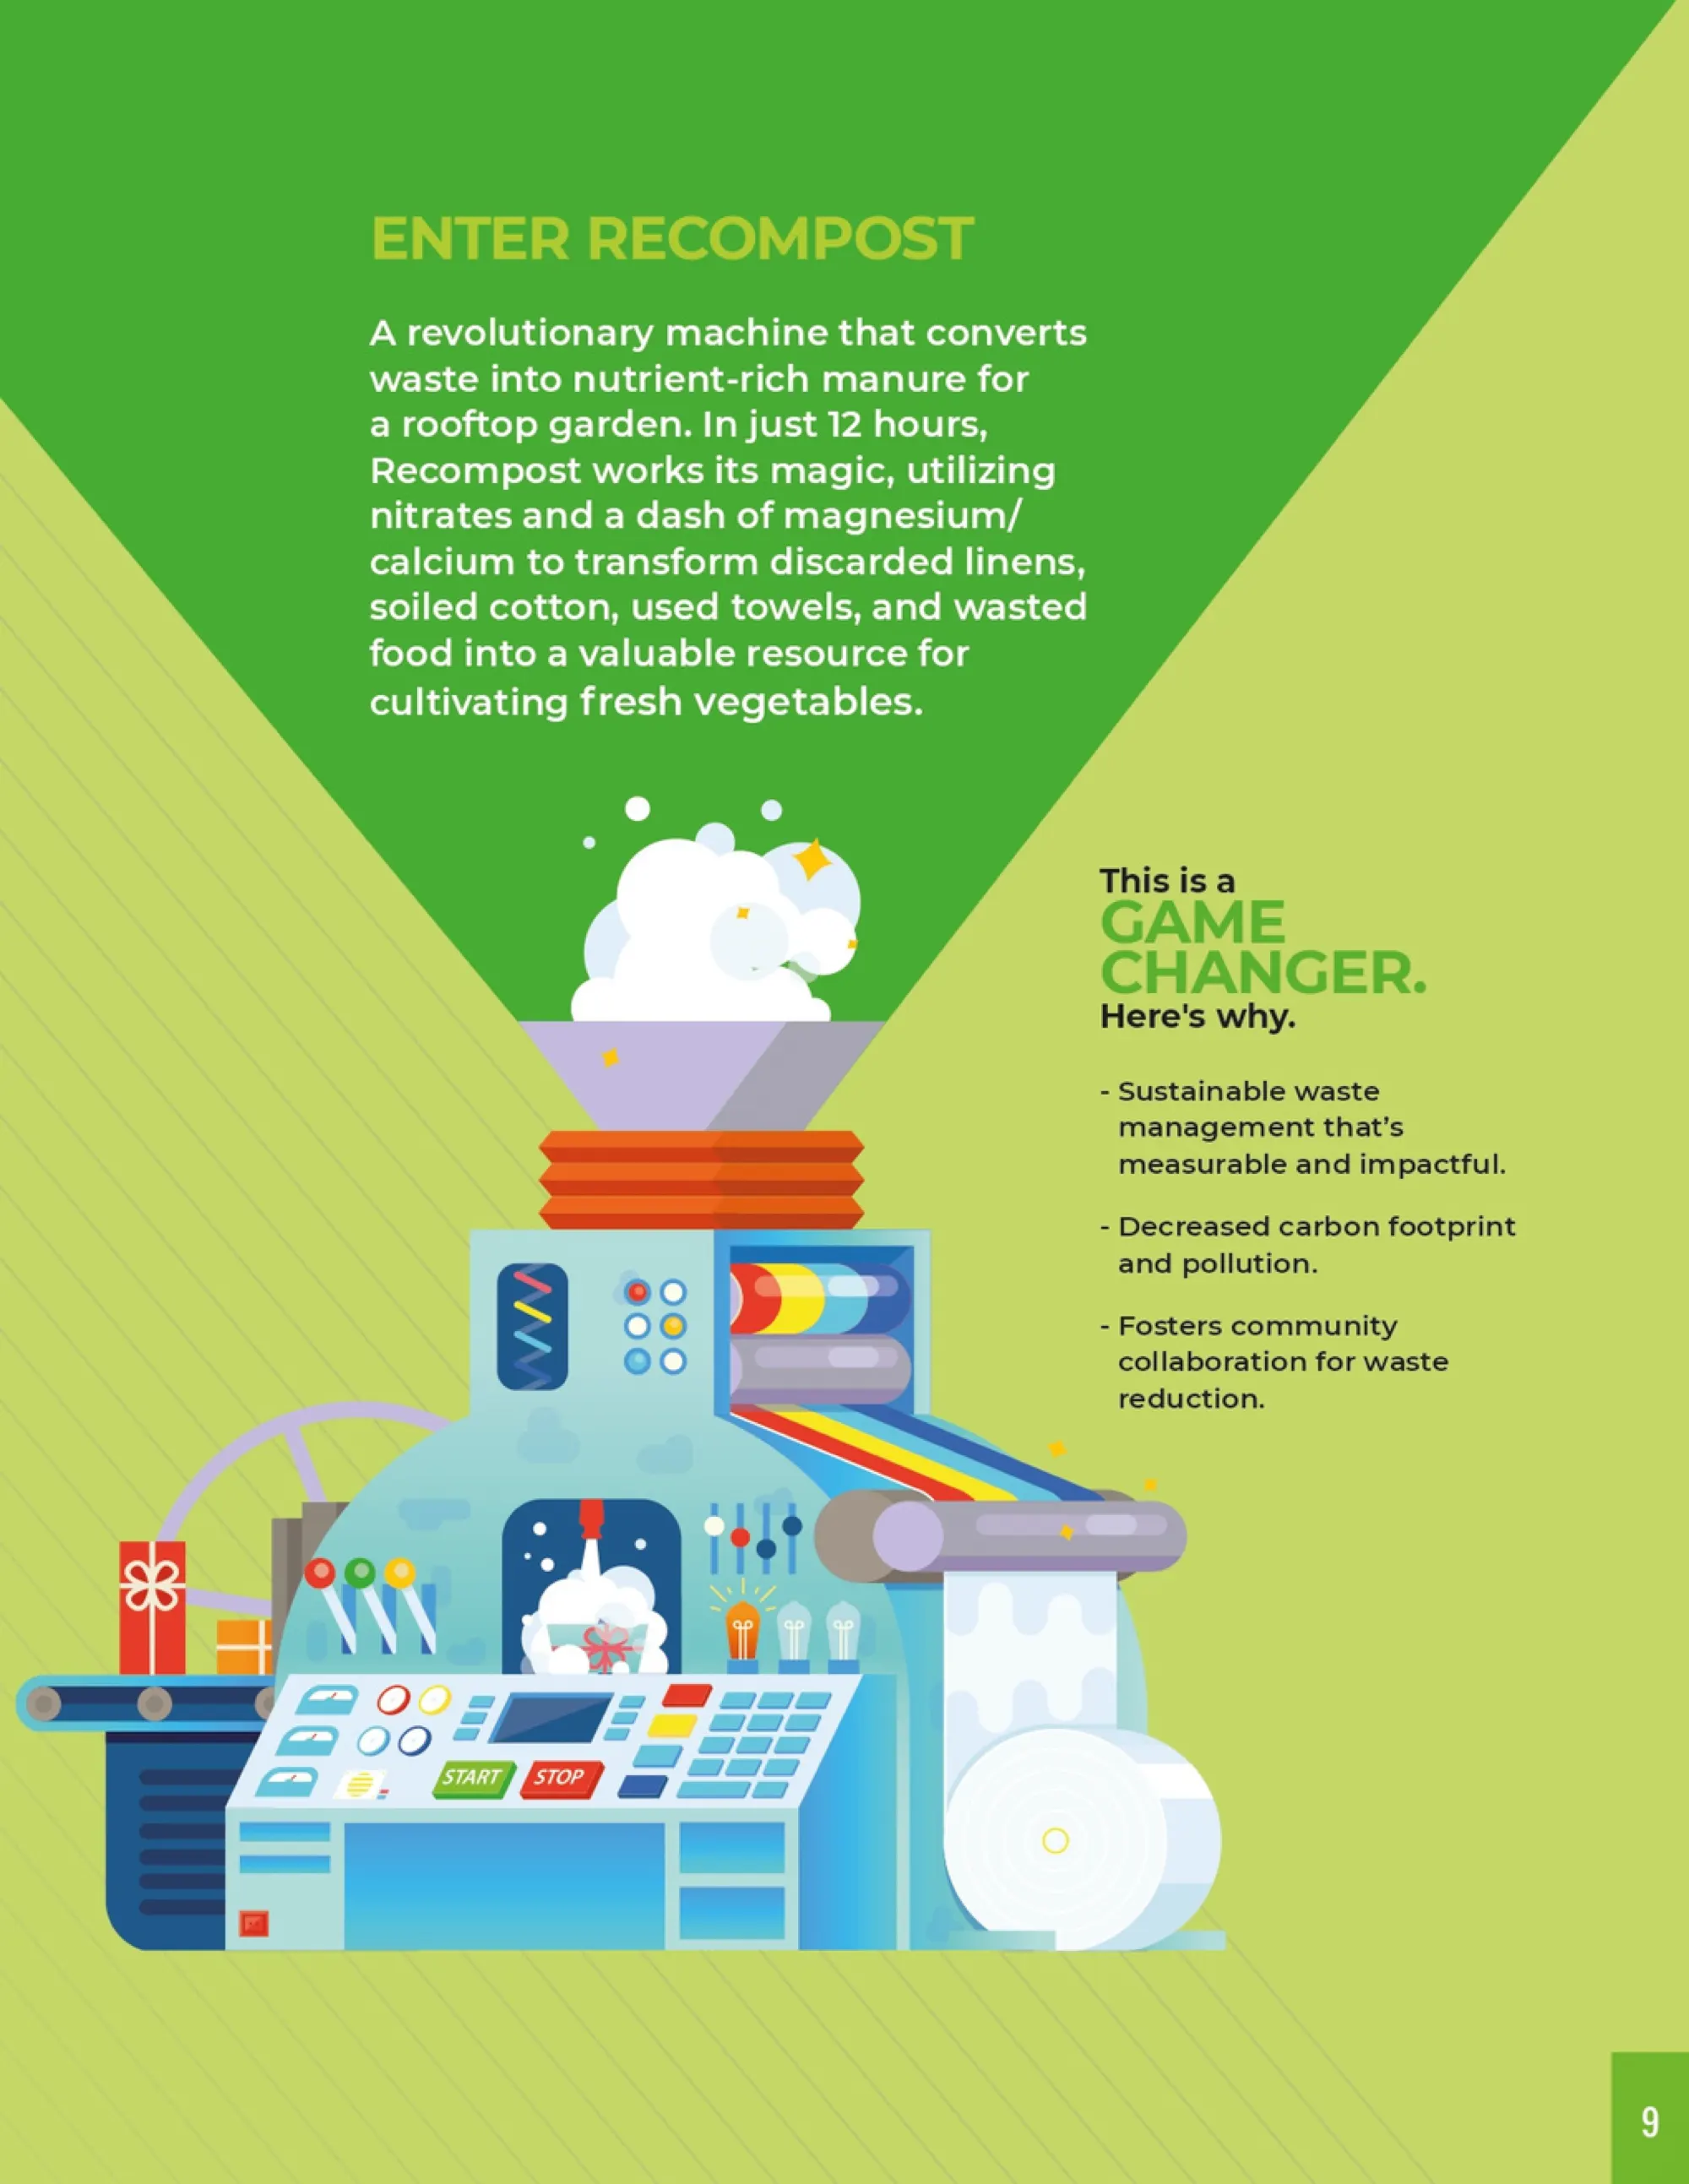 ENTER RECOMPOST
A revolutionary machine that converts
waste into nutrient-rich manure for
a rooftop garden. In just 12 hours,
Recompost works its magic, utilizing
nitrates and a dash of magnesium/
calcium to transform discarded linens,
soiled cotton, used towels, and wasted
food into a valuable resource for
cultivating fresh vegetables.
This is a
GAME
CHANGER.
Here's why.
- Sustainable waste
management that’s
measurable and impactful.
- Decreased carbon footprint
and pollution.
- Fosters community
collaboration for waste
reduction.
START STOP
9